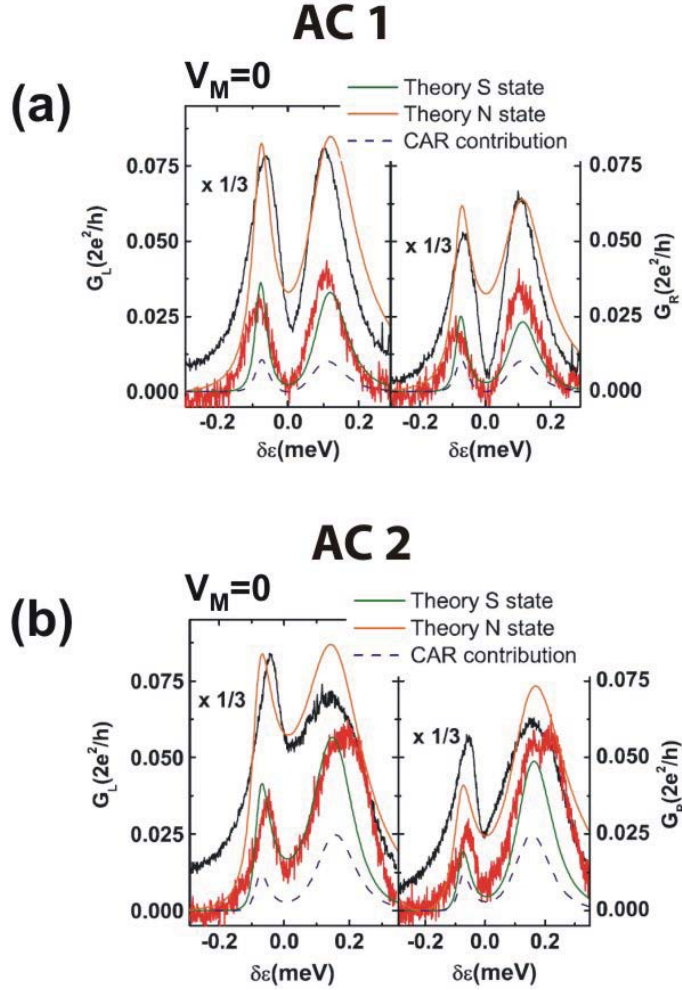 AC 1
(a)
V_M=0
Theory S state
Theory N state
CAR contribution
x 1/3
x 1/3
G_L(2e²/h)
0.075
0.050
0.025
0.000
0.075
0.050
0.025
0.000
G_R(2e²/h)
-0.2 0.0 0.2 -0.2 0.0 0.2
δε(meV) δε(meV)
AC 2
(b)
V_M=0
Theory S state
Theory N state
CAR contribution
x 1/3
x 1/3
G_L(2e²/h)
0.075
0.050
0.025
0.000
0.075
0.050
0.025
0.000
G_R(2e²/h)
-0.2 0.0 0.2 -0.2 0.0 0.2
δε(meV) δε(meV)